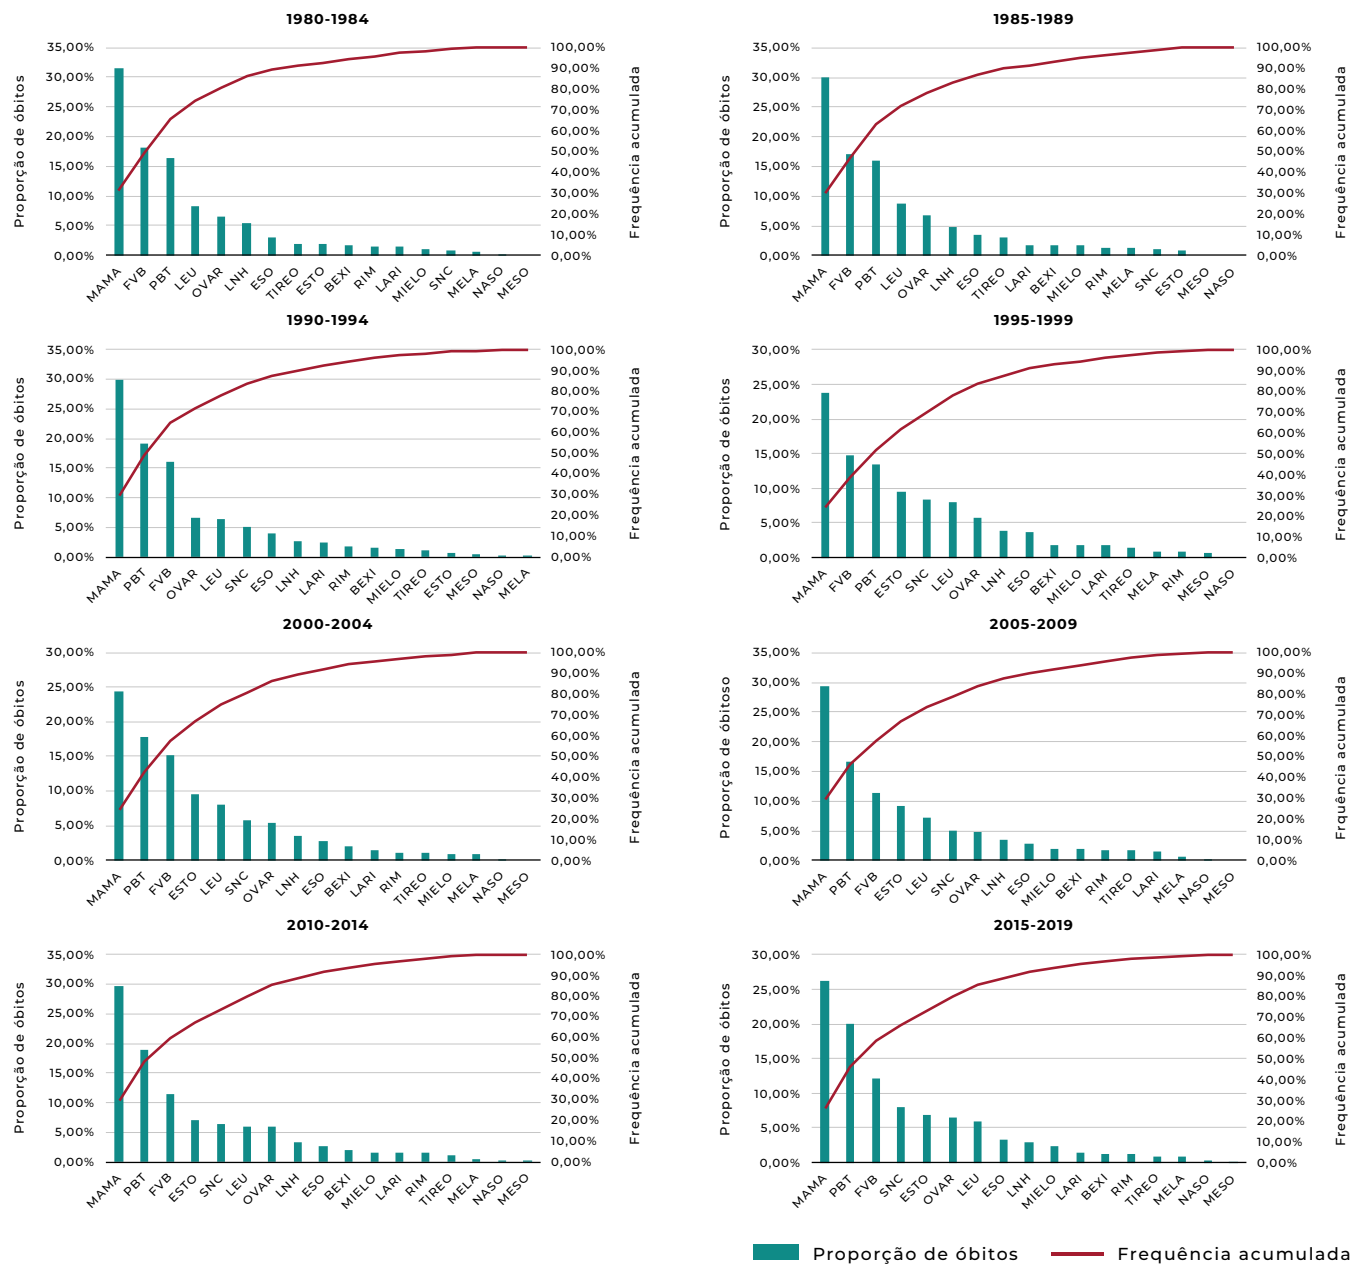 1980-1984
Proporção de óbitos
35,00%
30,00%
25,00%
20,00%
15,00%
10,00%
5,00%
0,00%
100,00%
90,00%
80,00%
70,00%
60,00%
50,00%
40,00%
30,00%
20,00%
10,00%
0,00%
Frequência acumulada
MAMA
FVB
PBT
LEU
OVAR
LNH
ESO
TIREO
ESTO
BEXI
RIM
LARI
MIELO
SNC
MELA
NASO
MESO
1985-1989
Proporção de óbitos
35,00%
30,00%
25,00%
20,00%
15,00%
10,00%
5,00%
0,00%
100,00%
90,00%
80,00%
70,00%
60,00%
50,00%
40,00%
30,00%
20,00%
10,00%
0,00%
Frequência acumulada
MAMA
FVB
PBT
LEU
OVAR
LNH
ESO
TIREO
LARI
BEXI
MIELO
RIM
MELA
SNC
ESTO
MESO
NASO
1990-1994
Proporção de óbitos
35,00%
30,00%
25,00%
20,00%
15,00%
10,00%
5,00%
0,00%
100,00%
90,00%
80,00%
70,00%
60,00%
50,00%
40,00%
30,00%
20,00%
10,00%
0,00%
Frequência acumulada
MAMA
PBT
FVB
OVAR
LEU
SNC
ESO
LNH
LARI
RIM
BEXI
MIELO
TIREO
ESTO
MESO
NASO
MELA
1995-1999
Proporção de óbitos
30,00%
25,00%
20,00%
15,00%
10,00%
5,00%
0,00%
100,00%
90,00%
80,00%
70,00%
60,00%
50,00%
40,00%
30,00%
20,00%
10,00%
0,00%
Frequência acumulada
MAMA
FVB
PBT
ESTO
SNC
LEU
OVAR
LNH
ESO
BEXI
MIELO
LARI
TIREO
MELA
RIM
MESO
NASO
2000-2004
Proporção de óbitos
30,00%
25,00%
20,00%
15,00%
10,00%
5,00%
0,00%
100,00%
90,00%
80,00%
70,00%
60,00%
50,00%
40,00%
30,00%
20,00%
10,00%
0,00%
Frequência acumulada
MAMA
PBT
FVB
ESTO
LEU
SNC
OVAR
LNH
ESO
BEXI
LARI
RIM
TIREO
MIELO
MELA
NASO
MESO
2005-2009
Proporção de óbitoso
35,00%
30,00%
25,00%
20,00%
15,00%
10,00%
5,00%
0,00%
100,00%
90,00%
80,00%
70,00%
60,00%
50,00%
40,00%
30,00%
20,00%
10,00%
0,00%
Frquência acumulada
MAMA
PBT
FVB
ESTO
LEU
SNC
OVAR
LNH
ESO
MIELO
BEXI
RIM
TIREO
LARI
MELA
NASO
MESO
2010-2014
Proporção de óbitos
35,00%
30,00%
25,00%
20,00%
15,00%
10,00%
5,00%
0,00%
100,00%
90,00%
80,00%
70,00%
60,00%
50,00%
40,00%
30,00%
20,00%
10,00%
0,00%
Frequência acumulada
MAMA
PBT
FVB
ESTO
SNC
LEU
OVAR
LNH
ESO
BEXI
MIELO
LARI
RIM
TIREO
MELA
NASO
MESO
2015-2019
Proporção de óbitos
30,00%
25,00%
20,00%
15,00%
10,00%
5,00%
0,00%
100,00%
90,00%
80,00%
70,00%
60,00%
50,00%
40,00%
30,00%
20,00%
10,00%
0,00%
Frequência acumulada
MAMA
PBT
FVB
SNC
ESTO
OVAR
LEU
ESO
LNH
MIELO
LARI
BEXI
RIM
TIREO
MELA
NASO
MESO
Proporção de óbitos
Frequência acumulada